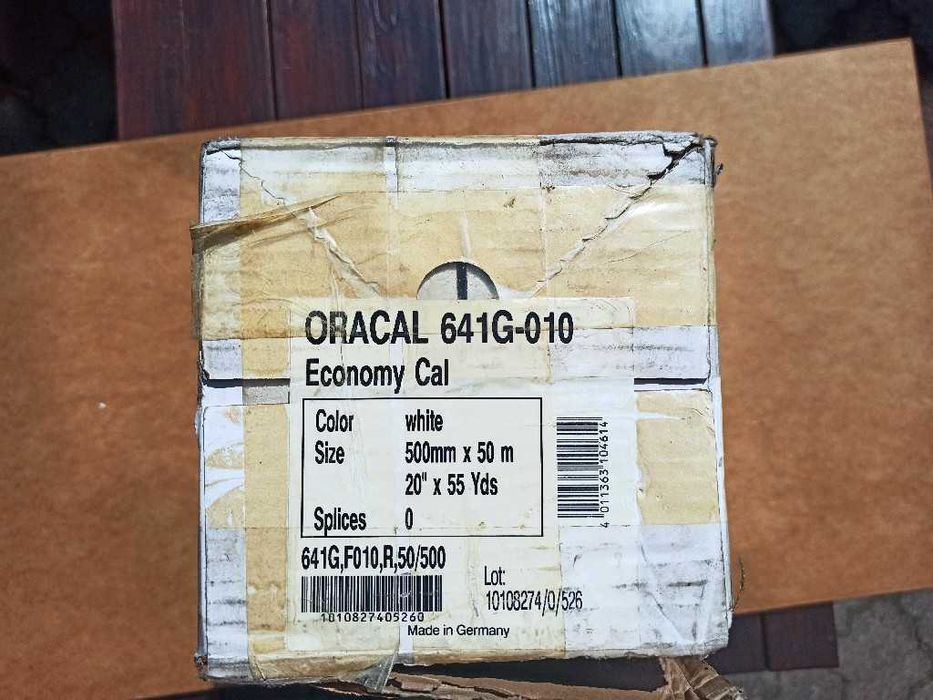 ORACAL 641G-010
Economy Cal
Color white
Size 500mm x 50 m
20" x 55 Yds
Splices 0
4 011363 104614
641G,F010,R,50/500
1010827405260
Lot:
10108274/0/526
Made in Germany